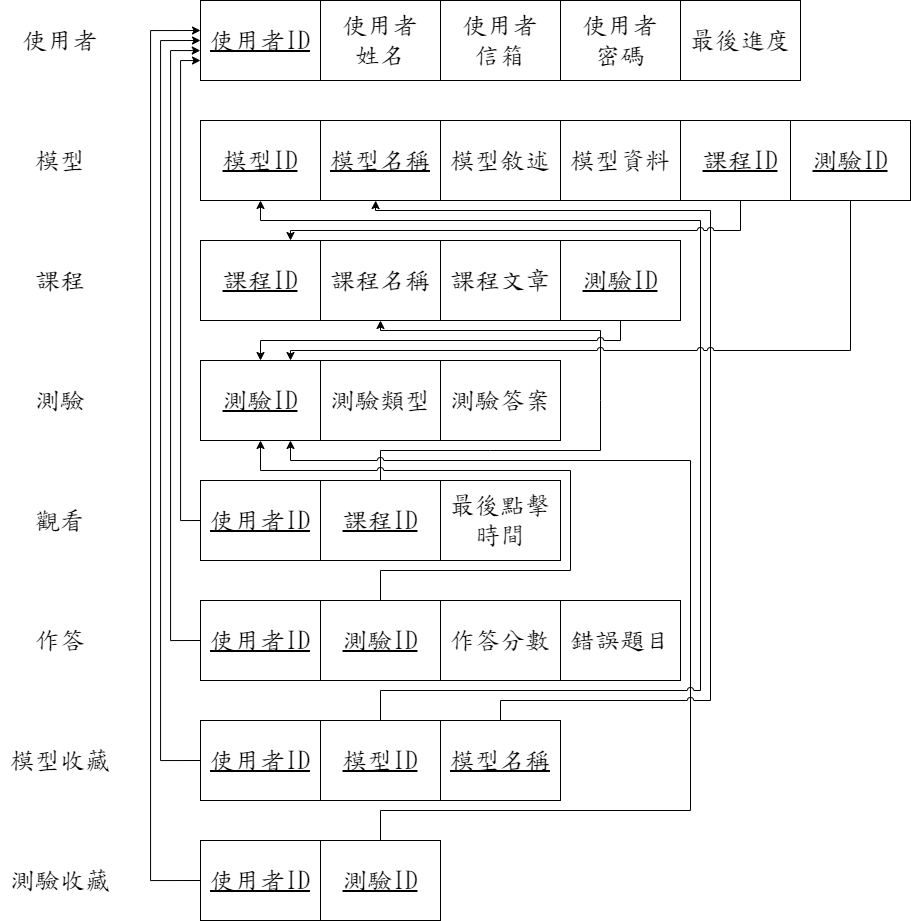 使用者
使用者ID
使用者
姓名
使用者
信箱
使用者
密碼
最後進度
模型
模型ID
模型名稱
模型敘述
模型資料
課程ID
測驗ID
課程
課程ID
課程名稱
課程文章
測驗ID
測驗
測驗ID
測驗類型
測驗答案
觀看
使用者ID
課程ID
最後點擊
時間
作答
使用者ID
測驗ID
作答分數
錯誤題目
模型收藏
使用者ID
模型ID
模型名稱
測驗收藏
使用者ID
測驗ID